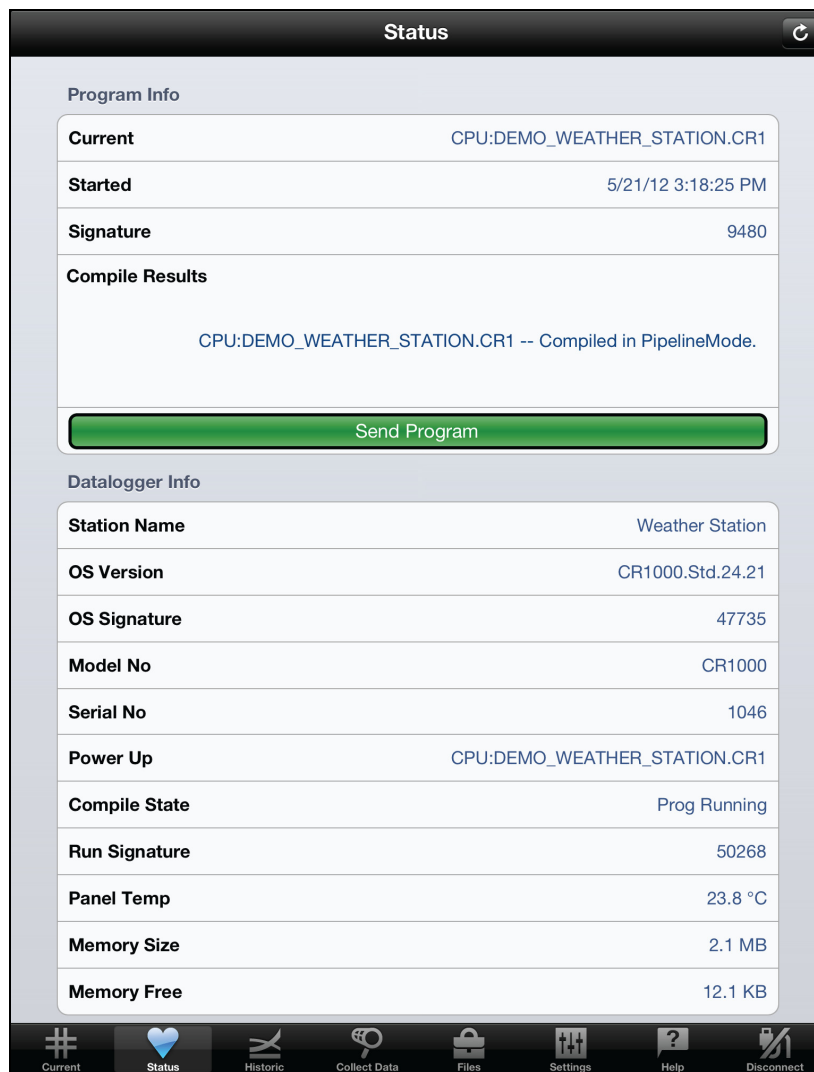 Status
Program Info
Current CPU:DEMO_WEATHER_STATION.CR1
Started 5/21/12 3:18:25 PM
Signature 9480
Compile Results
CPU:DEMO_WEATHER_STATION.CR1 -- Compiled in PipelineMode.
Send Program
Datalogger Info
Station Name Weather Station
OS Version CR1000.Std.24.21
OS Signature 47735
Model No CR1000
Serial No 1046
Power Up CPU:DEMO_WEATHER_STATION.CR1
Compile State Prog Running
Run Signature 50268
Panel Temp 23.8 °C
Memory Size 2.1 MB
Memory Free 12.1 KB
Current Status Historic Collect Data Files Settings Help Disconnect